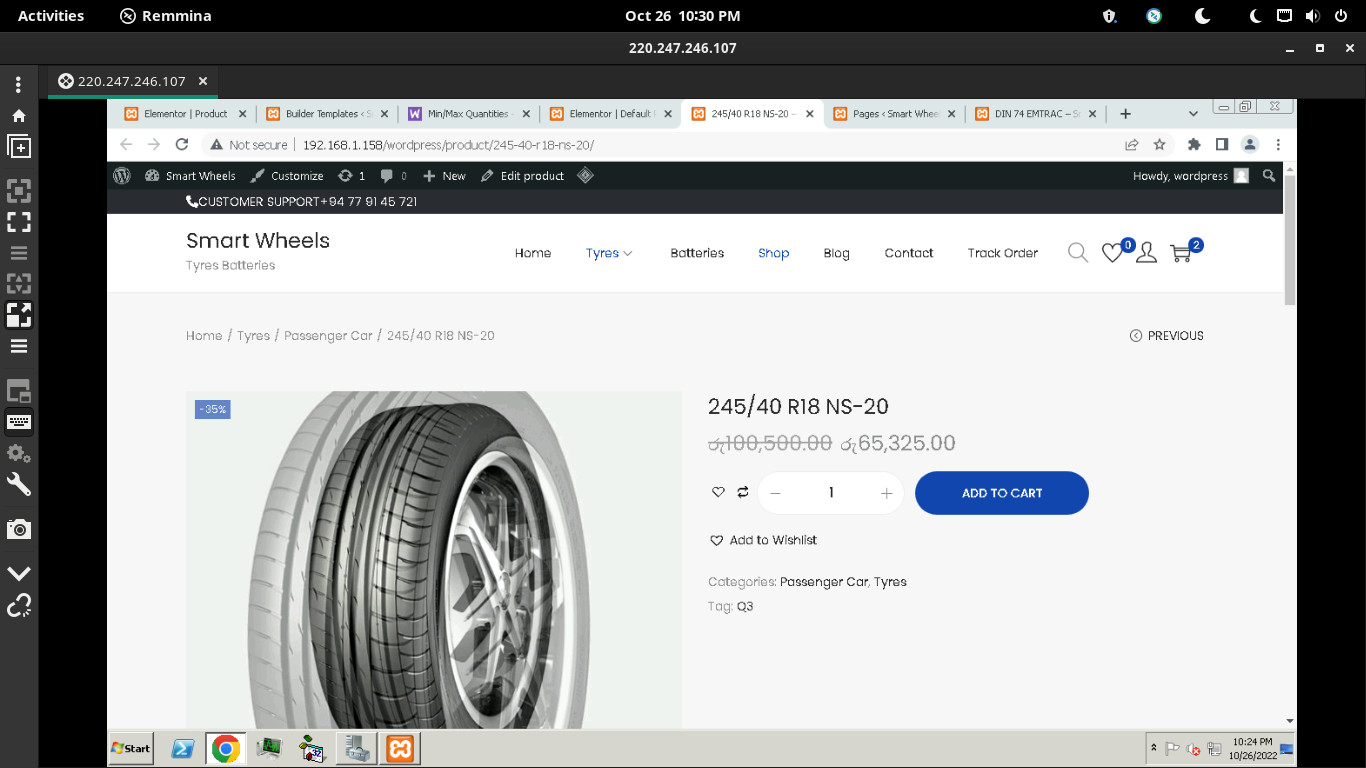 Activities
Remmina
Oct 26 10:30 PM
220.247.246.107
220.247.246.107
Elementor | Product
Builder Templates ‹ S
Min/Max Quantities
Elementor | Default
245/40 R18 NS-20 –
Pages ‹ Smart Whee
DIN 74 EMTRAC – S
Not secure
192.168.1.158/wordpress/product/245-40-r18-ns-20/
Smart Wheels
Customize
1
0
New
Edit product
Howdy, wordpress
CUSTOMER SUPPORT+94 77 91 45 721
Smart Wheels
Tyres Batteries
Home
Tyres
Batteries
Shop
Blog
Contact
Track Order
0
2
Home / Tyres / Passenger Car / 245/40 R18 NS-20
PREVIOUS
-35%
245/40 R18 NS-20
රු100,500.00 රු65,325.00
1
ADD TO CART
Add to Wishlist
Categories: Passenger Car, Tyres
Tag: Q3
Start
10:24 PM
10/26/2022